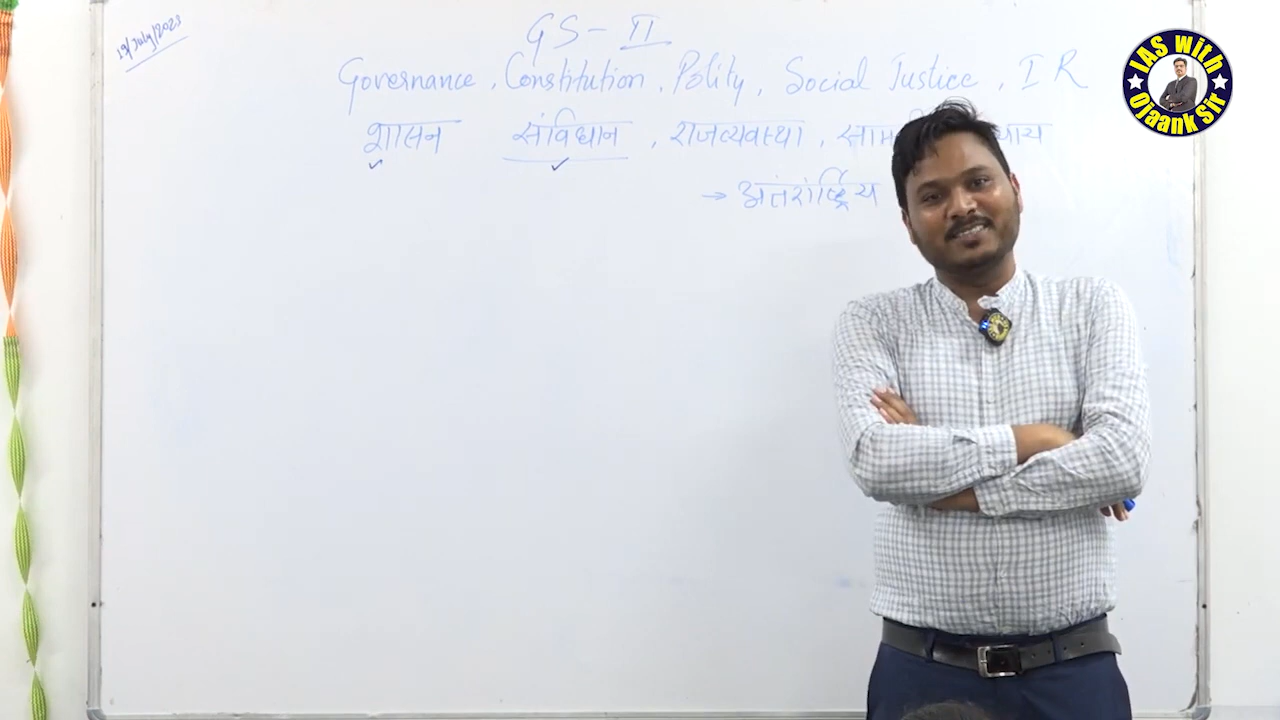 19/July/2023
GS - II
Governance, Constitution, Polity, Social Justice, IR
शासन संविधान, राजव्यवस्था, साम
→ अंतर्राष्ट्रिय
IAS with Ojaank Sir